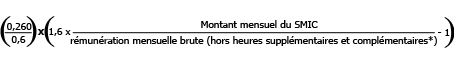 (0,260/0,6) x (1,6 x Montant mensuel du SMIC / rémunération mensuelle brute (hors heures supplémentaires et complémentaires*) - 1)